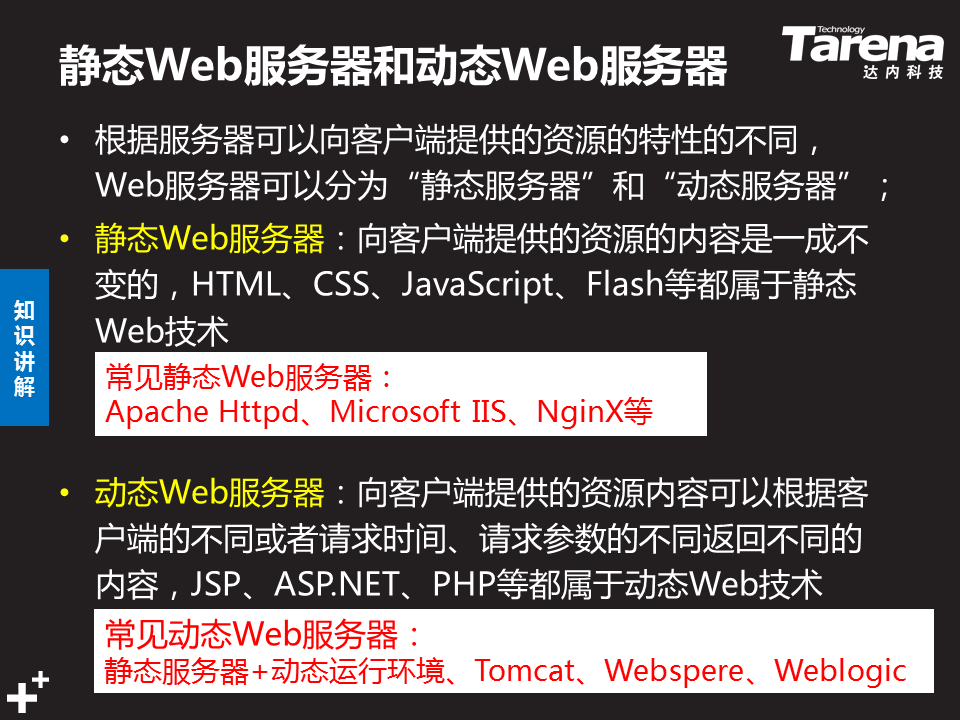 静态Web服务器和动态Web服务器
Technology
Tarena
达内科技
• 根据服务器可以向客户端提供的资源的特性的不同，
Web服务器可以分为“静态服务器”和“动态服务器”；
• 静态Web服务器：向客户端提供的资源的内容是一成不
变的，HTML、CSS、JavaScript、Flash等都属于静态
Web技术
知识讲解
常见静态Web服务器：
Apache Httpd、Microsoft IIS、NginX等
• 动态Web服务器：向客户端提供的资源内容可以根据客
户端的不同或者请求时间、请求参数的不同返回不同的
内容，JSP、ASP.NET、PHP等都属于动态Web技术
常见动态Web服务器：
静态服务器+动态运行环境、Tomcat、Webspere、Weblogic